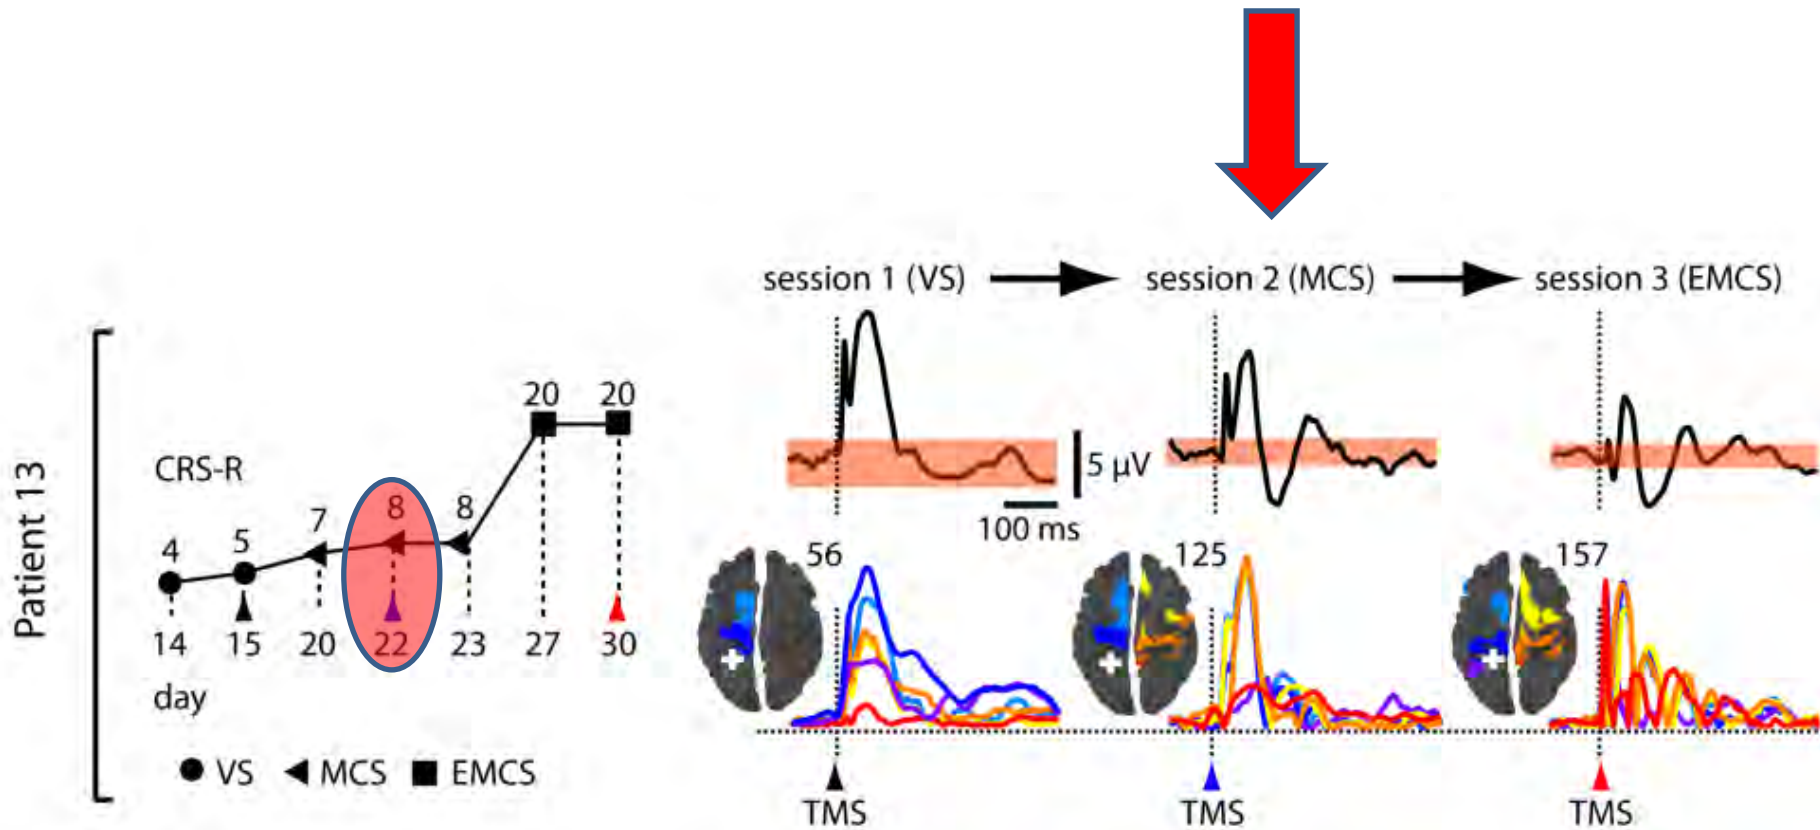 Patient 13
CRS-R
4 5 7 8 8 20 20
14 15 20 22 23 27 30
day
VS MCS EMCS
session 1 (VS) session 2 (MCS) session 3 (EMCS)
5 μV
100 ms
56 125 157
TMS TMS TMS